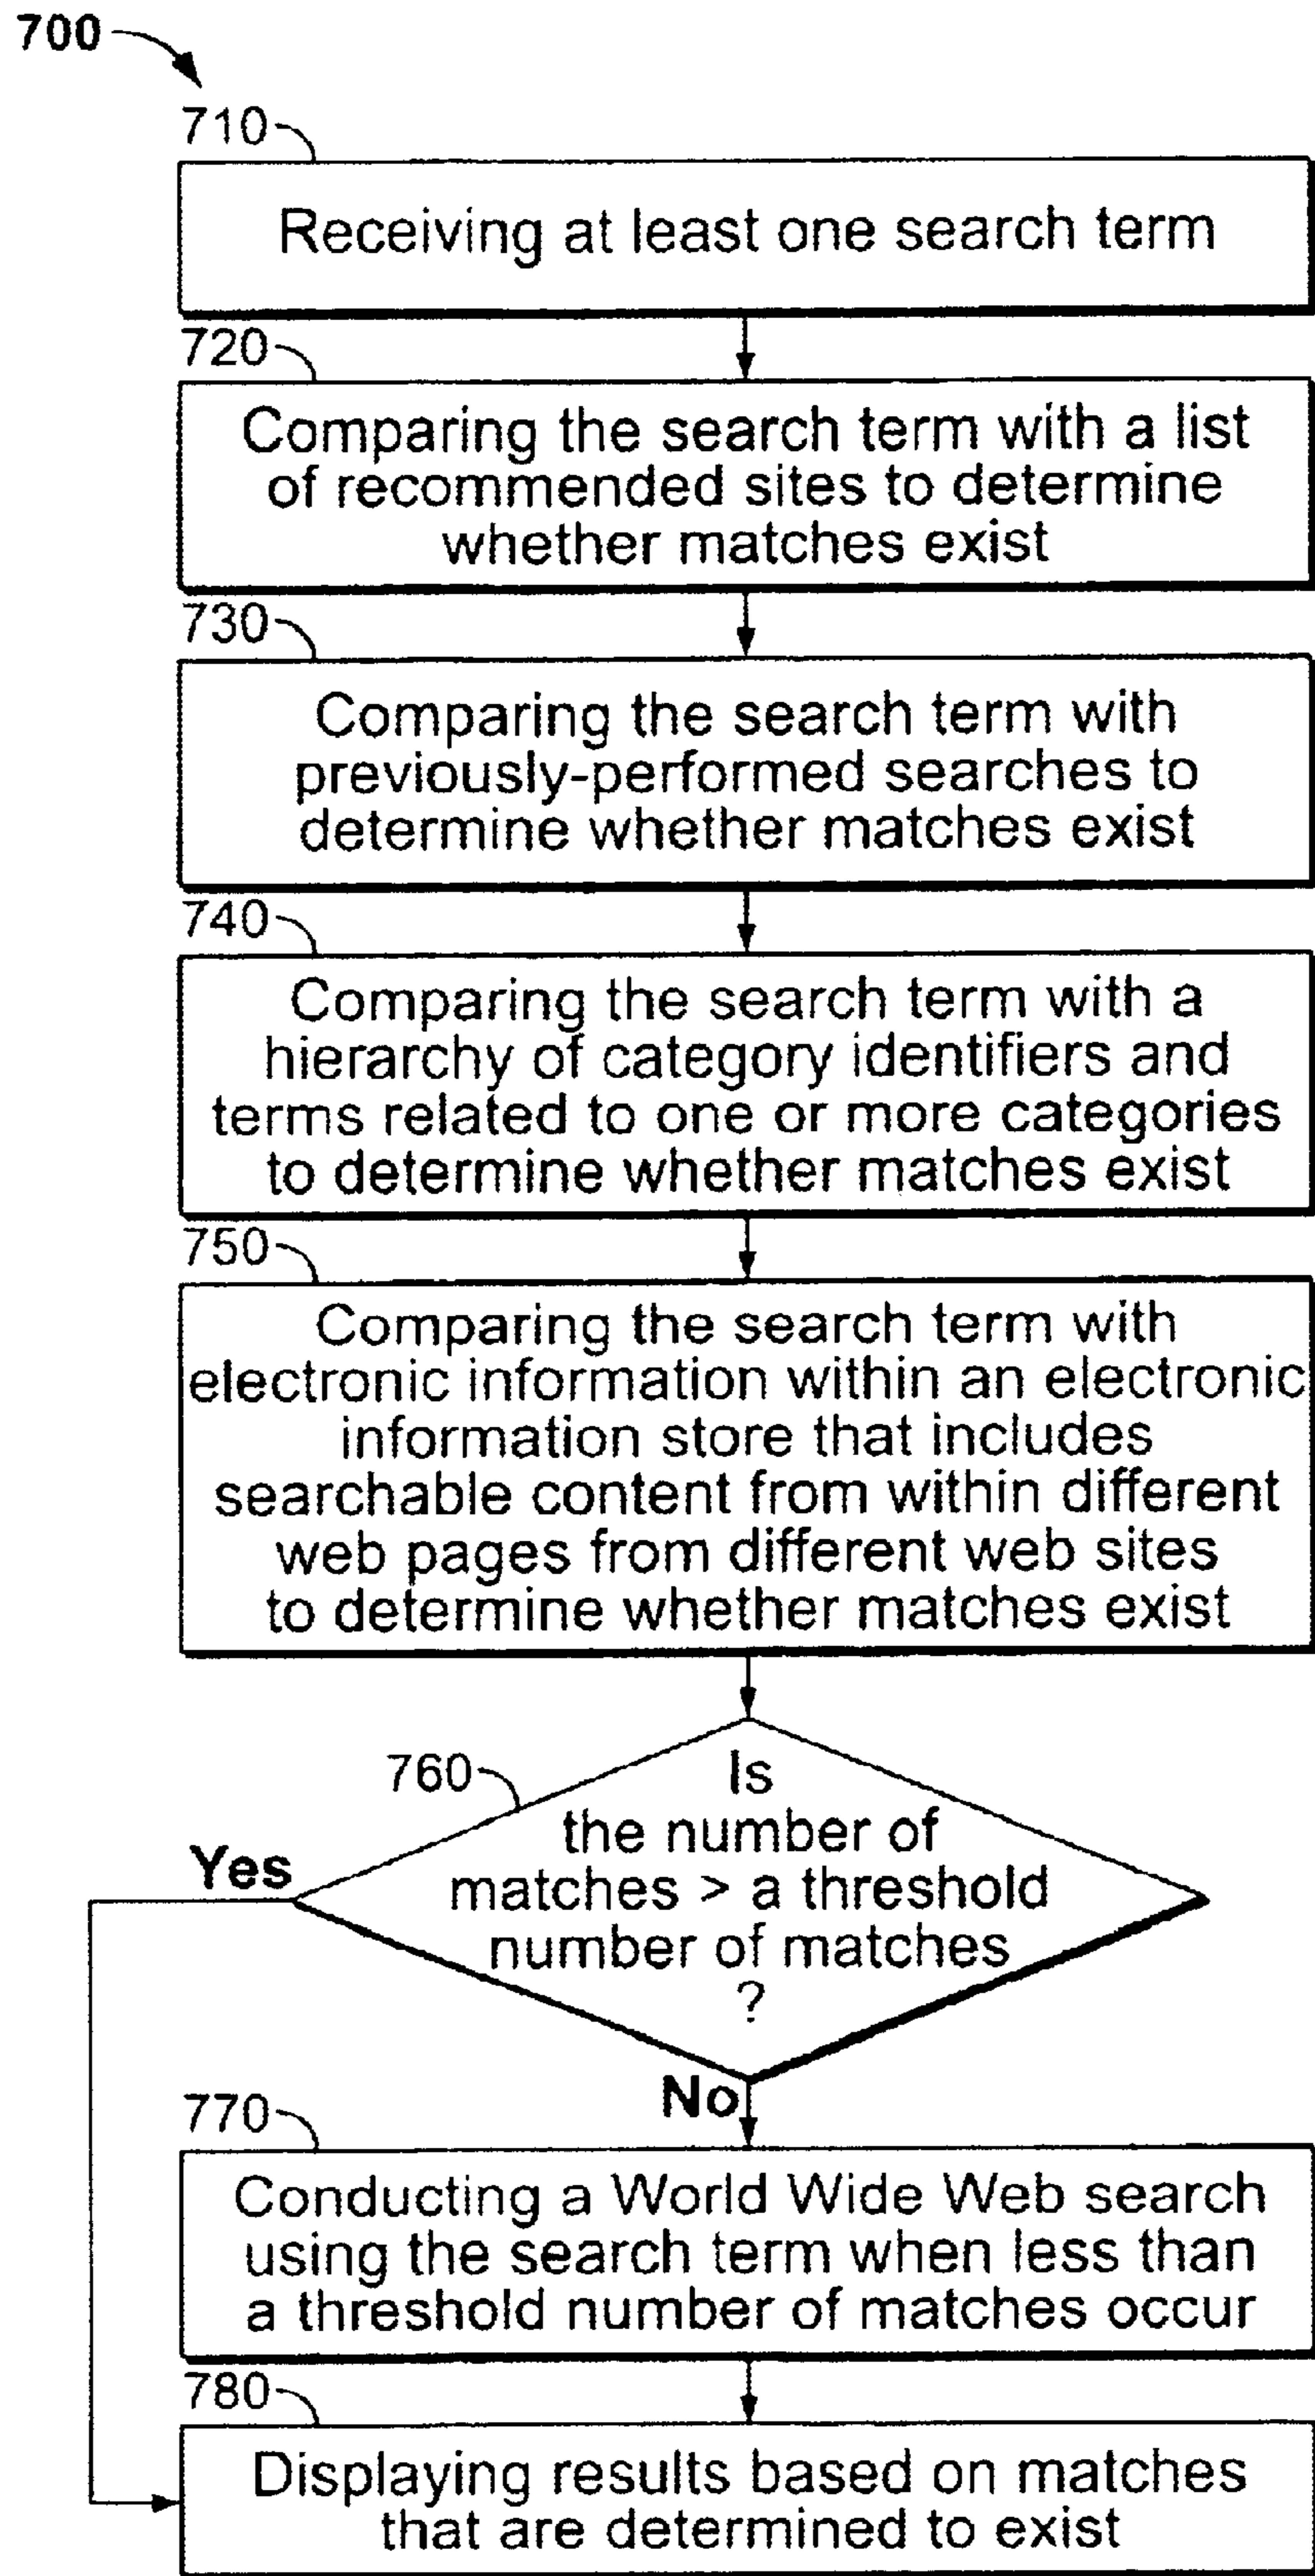 700
710
Receiving at least one search term
720
Comparing the search term with a list
of recommended sites to determine
whether matches exist
730
Comparing the search term with
previously-performed searches to
determine whether matches exist
740
Comparing the search term with a
hierarchy of category identifiers and
terms related to one or more categories
to determine whether matches exist
750
Comparing the search term with
electronic information within an electronic
information store that includes
searchable content from within different
web pages from different web sites
to determine whether matches exist
760
Is
the number of
matches > a threshold
number of matches
?
Yes
No
770
Conducting a World Wide Web search
using the search term when less than
a threshold number of matches occur
780
Displaying results based on matches
that are determined to exist